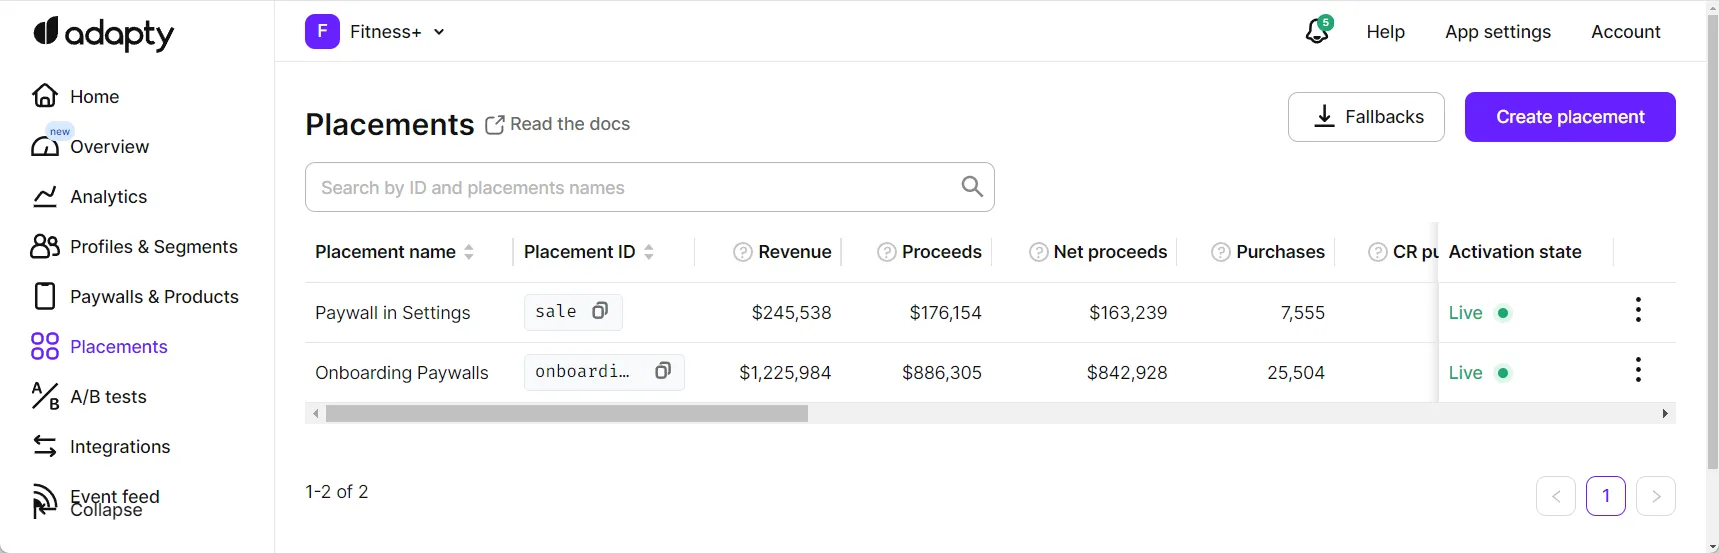 adapty
F Fitness+
5
Help
App settings
Account
Home
new
Overview
Analytics
Profiles & Segments
Paywalls & Products
Placements
A/B A/B tests
Integrations
Event feed
Collapse
Placements
Read the docs
Fallbacks
Create placement
Search by ID and placements names
Placement name Placement ID ? Revenue ? Proceeds ? Net proceeds ? Purchases ? CR pu Activation state
Paywall in Settings sale $245,538 $176,154 $163,239 7,555 Live
Onboarding Paywalls onboardi… $1,225,984 $886,305 $842,928 25,504 Live
1-2 of 2
< 1 >